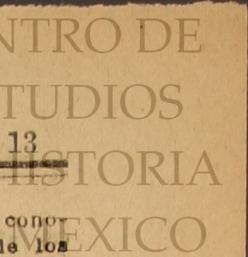 NTRO DE
TUDIOS
13
HISTORIA
cono-
de los
MEXICO